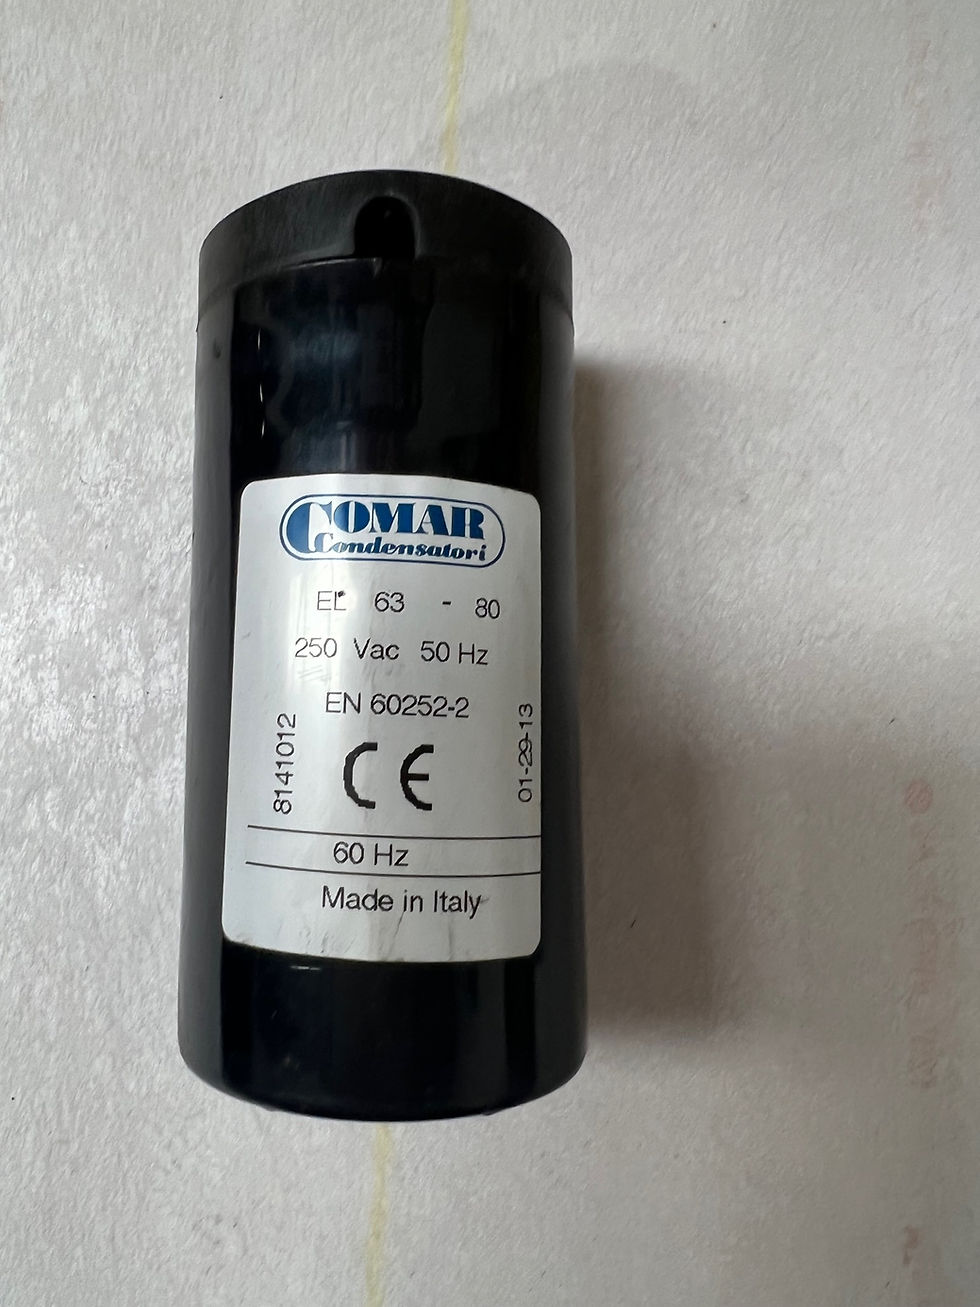 COMAR
Condensatori
EL 63 - 80
250 Vac 50 Hz
EN 60252-2
8141012
CE
01-29-13
60 Hz
Made in Italy